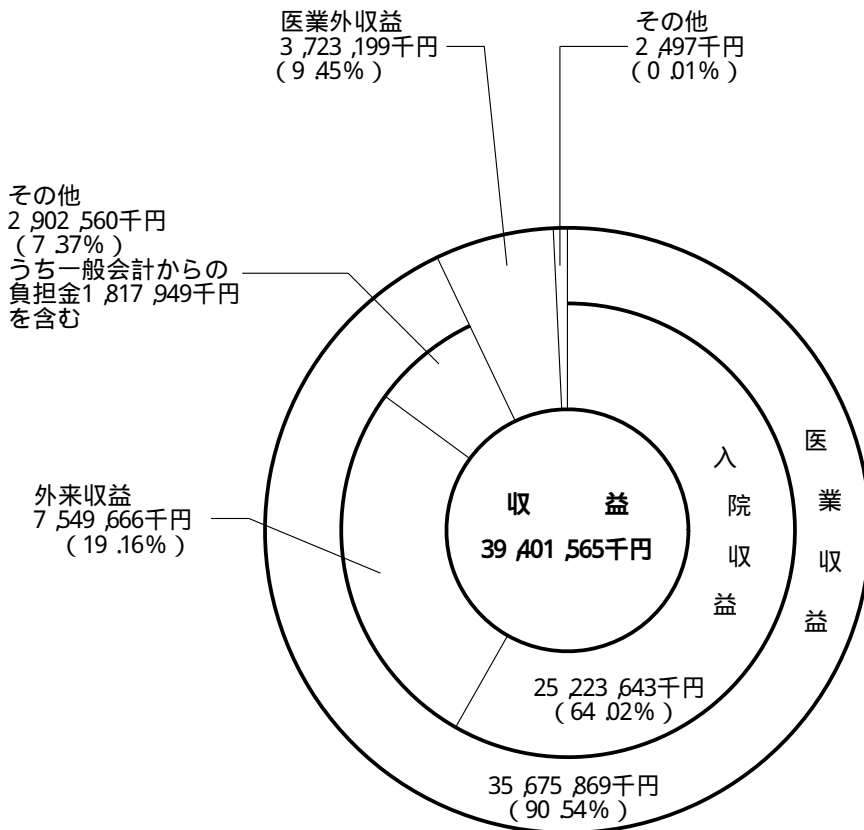 医業外収益
3,723,199千円
(9.45%)
その他
2,497千円
(0.01%)
その他
2,902,560千円
(7.37%)
うち一般会計からの
負担金1,817,949千円
を含む
外来収益
7,549,666千円
(19.16%)
収 益
39,401,565千円
入院収益
25,223,643千円
(64.02%)
医業収益
35,675,869千円
(90.54%)